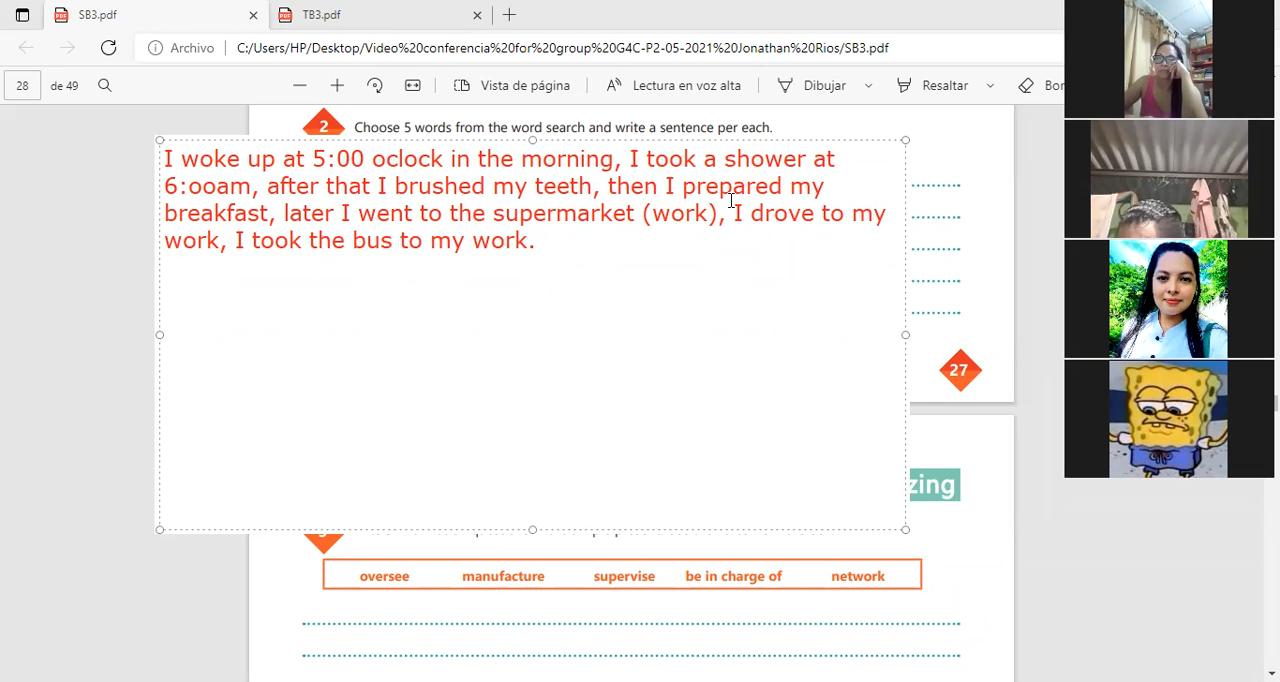 SB3.pdf
TB3.pdf
Archivo C:/Users/HP/Desktop/Video%20conferencia%20for%20group%20G4C-P2-05-2021%20Jonathan%20Rios/SB3.pdf
28 de 49 Vista de página Lectura en voz alta Dibujar Resaltar Bor
2 Choose 5 words from the word search and write a sentence per each.
I woke up at 5:00 oclock in the morning, I took a shower at
6:ooam, after that I brushed my teeth, then I prepared my
breakfast, later I went to the supermarket (work), I drove to my
work, I took the bus to my work.
27
zing
oversee manufacture supervise be in charge of network